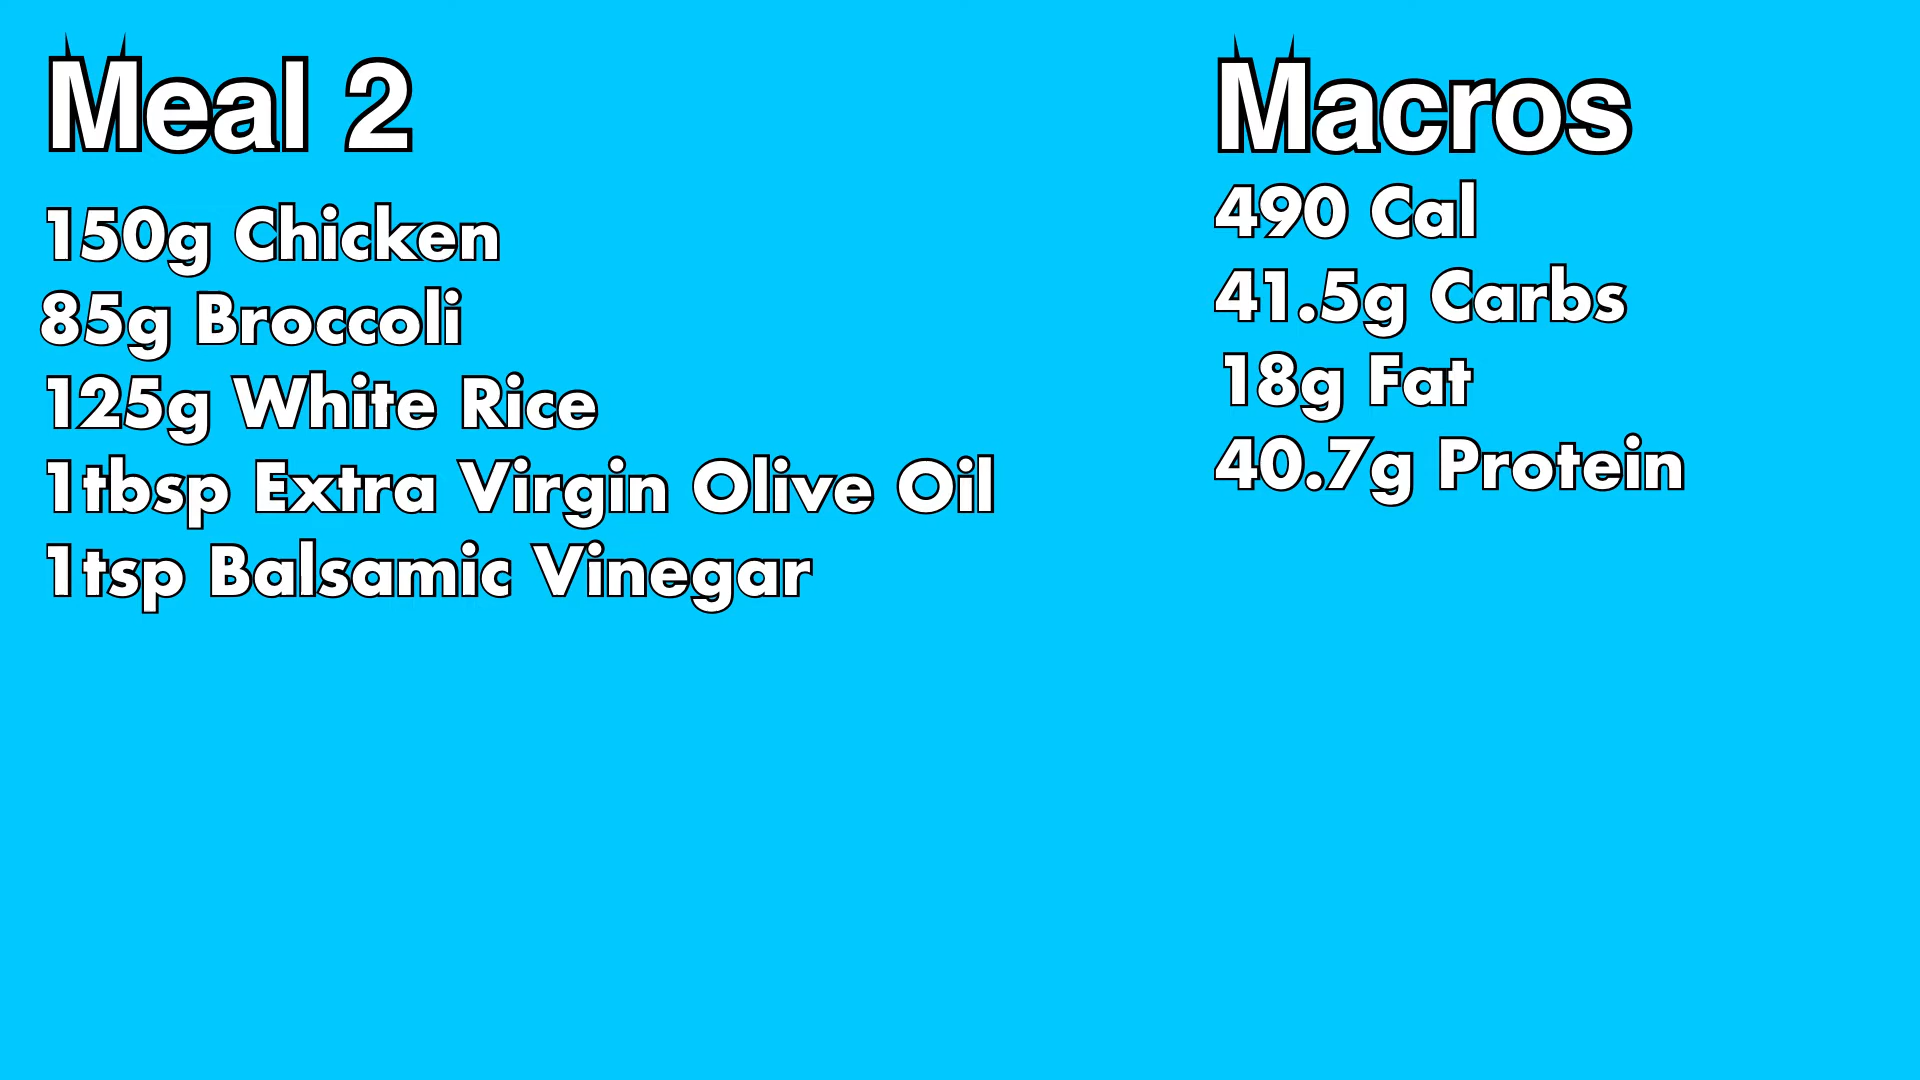 Meal 2
150g Chicken
85g Broccoli
125g White Rice
1tbsp Extra Virgin Olive Oil
1tsp Balsamic Vinegar
Macros
490 Cal
41.5g Carbs
18g Fat
40.7g Protein